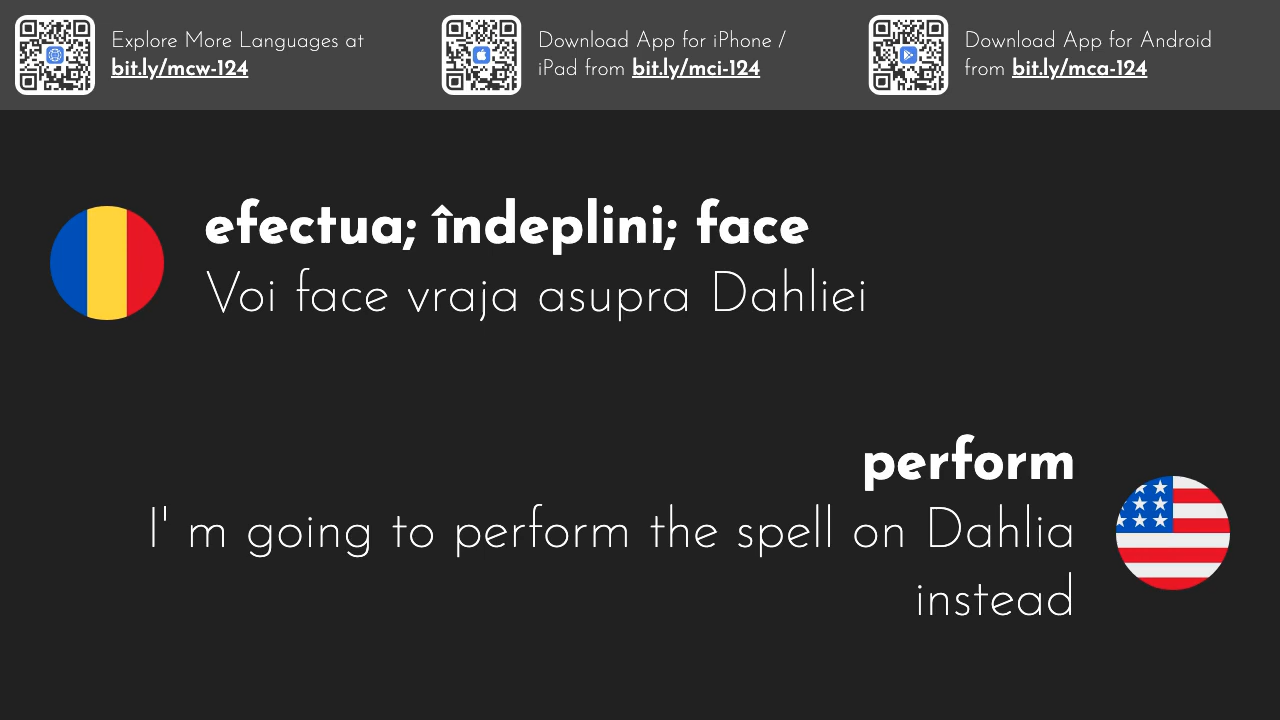 Explore More Languages at
bit.ly/mcw-124
Download App for iPhone /
iPad from bit.ly/mci-124
Download App for Android
from bit.ly/mca-124
efectua; îndeplini; face
Voi face vraja asupra Dahliei
perform
I' m going to perform the spell on Dahlia
instead